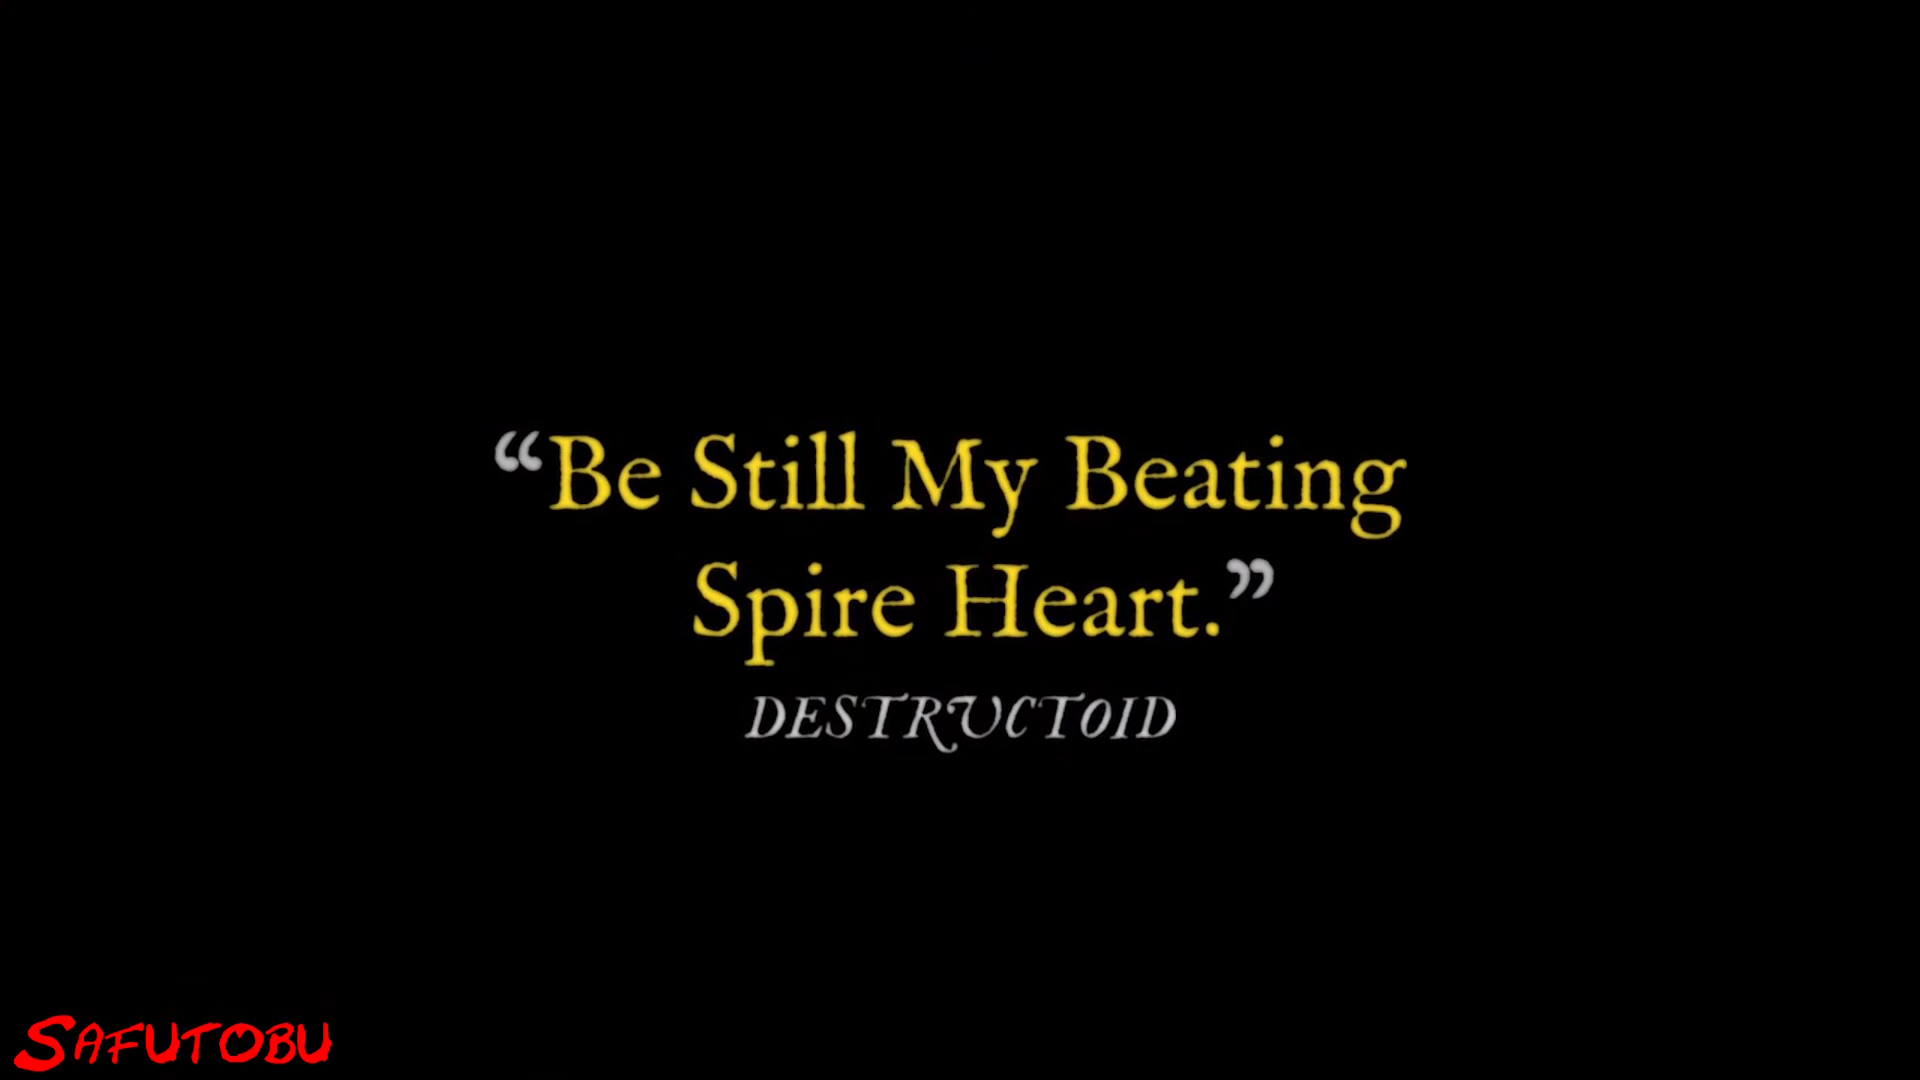 “Be Still My Beating
Spire Heart.”
DESTRUCTOID
SAFUTOBU